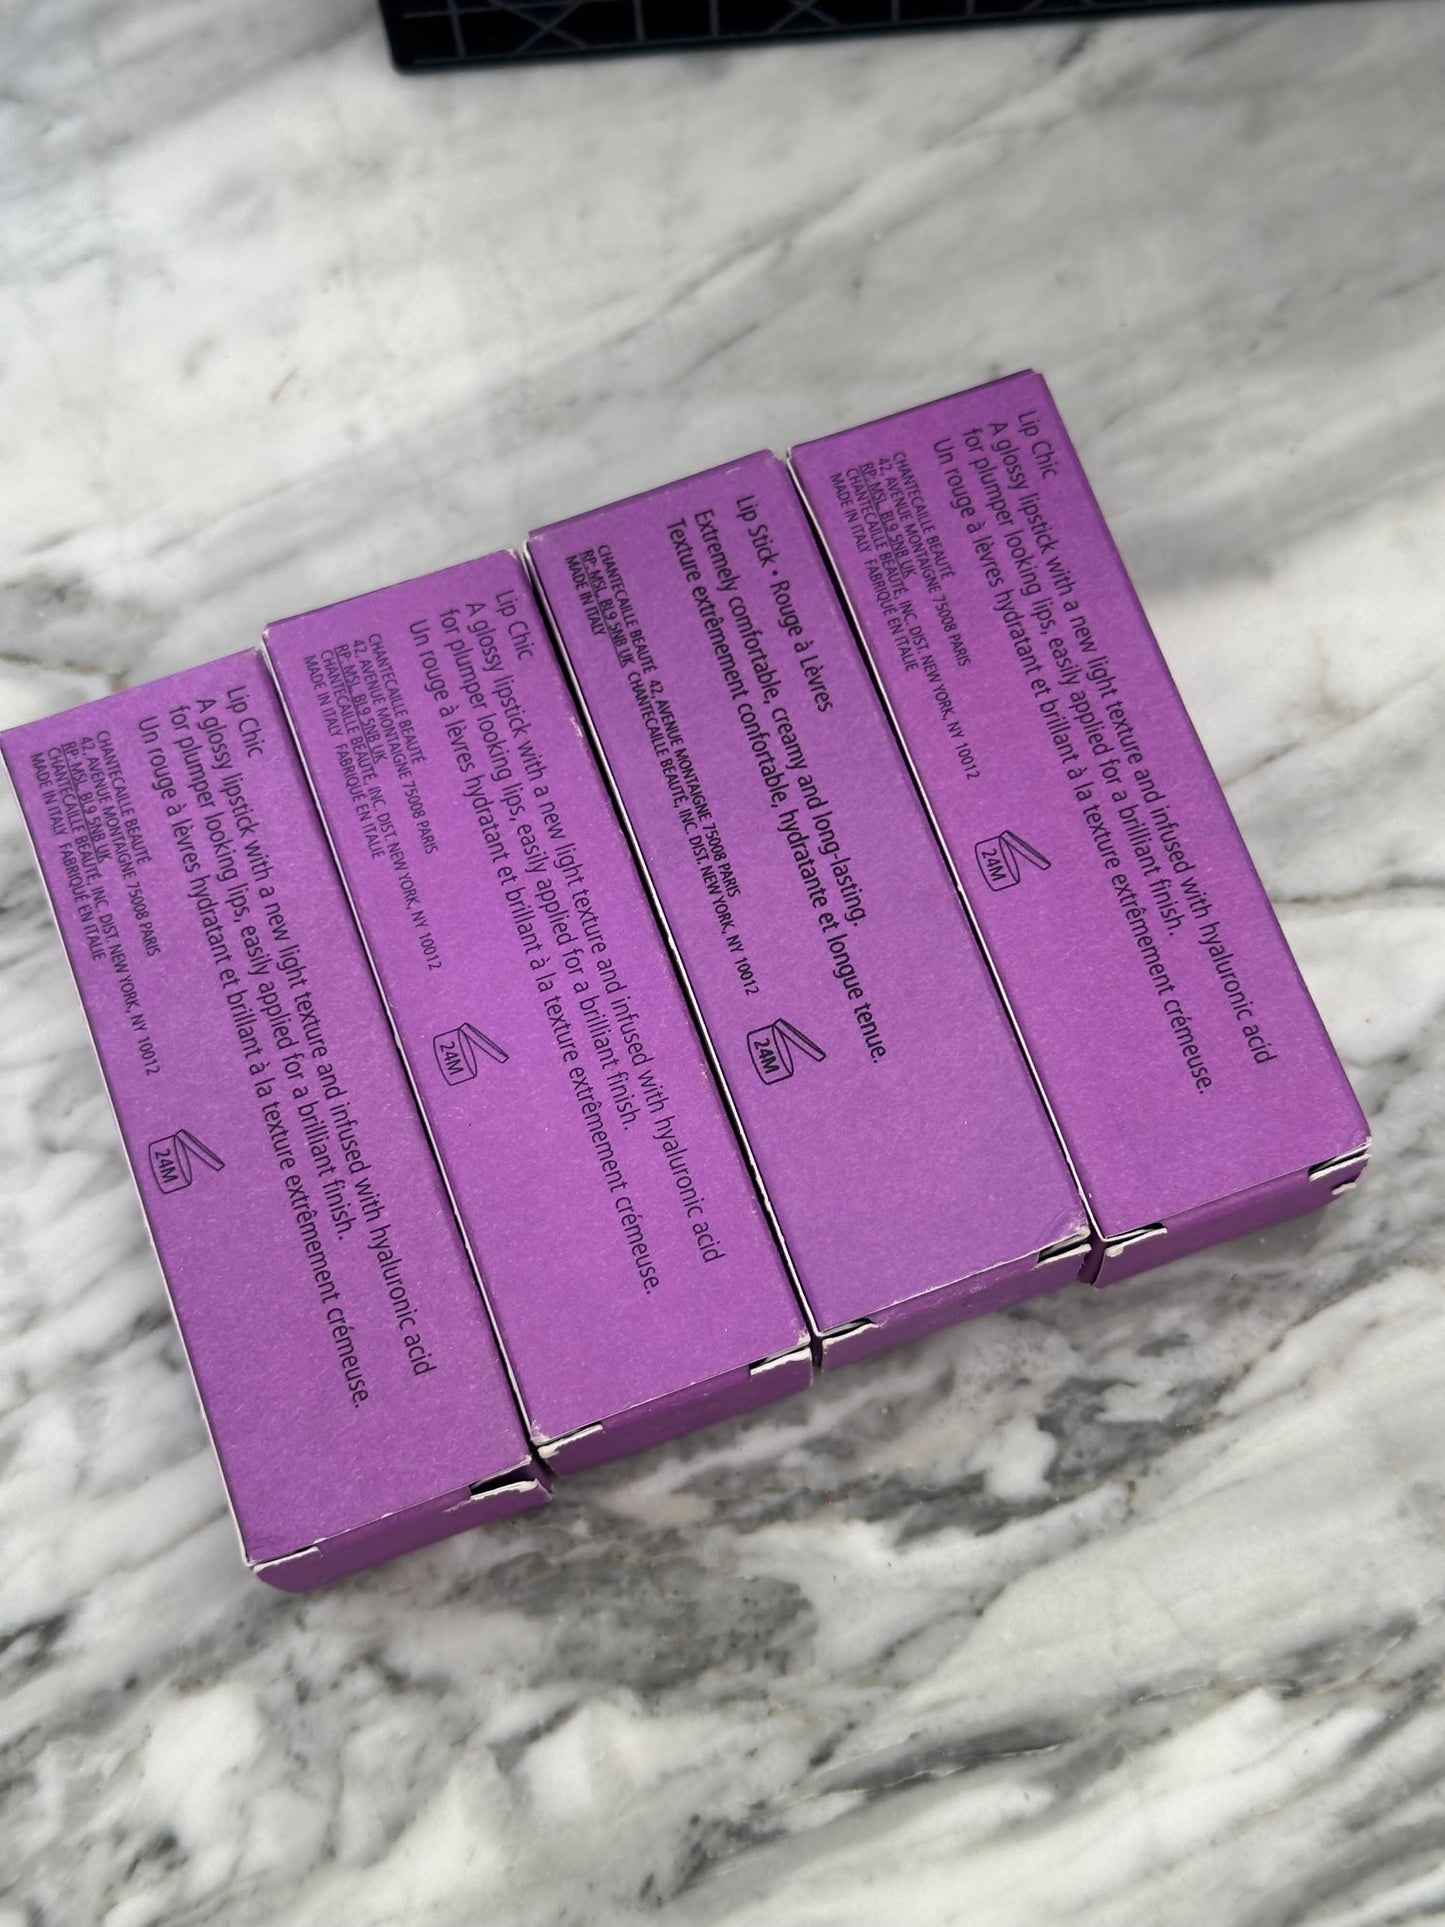 Lip Chic
A glossy lipstick with a new light texture and infused with hyaluronic acid
for plumper looking lips, easily applied for a brilliant finish.
Un rouge à lèvres hydratant et brillant à la texture extrêmement crémeuse.
CHANTECAILLE BEAUTÉ
42, AVENUE MONTAIGNE 75008 PARIS
RP: MSL, BL9 5NB UK
CHANTECAILLE BEAUTÉ, INC. DIST. NEW YORK, NY 10012
MADE IN ITALY FABRIQUÉ EN ITALIE
24M
Lip Stick • Rouge à Lèvres
Extremely comfortable, creamy and long-lasting.
Texture extrêmement confortable, hydratante et longue tenue.
CHANTECAILLE BEAUTÉ 42, AVENUE MONTAIGNE 75008 PARIS
RP: MSL, BL9 5NB UK CHANTECAILLE BEAUTÉ, INC. DIST. NEW YORK, NY 10012
MADE IN ITALY
24M
Lip Chic
A glossy lipstick with a new light texture and infused with hyaluronic acid
for plumper looking lips, easily applied for a brilliant finish.
Un rouge à lèvres hydratant et brillant à la texture extrêmement crémeuse.
CHANTECAILLE BEAUTÉ
42, AVENUE MONTAIGNE 75008 PARIS
RP: MSL, BL9 5NB UK
CHANTECAILLE BEAUTÉ, INC. DIST. NEW YORK, NY 10012
MADE IN ITALY FABRIQUÉ EN ITALIE
24M
Lip Chic
A glossy lipstick with a new light texture and infused with hyaluronic acid
for plumper looking lips, easily applied for a brilliant finish.
Un rouge à lèvres hydratant et brillant à la texture extrêmement crémeuse.
CHANTECAILLE BEAUTÉ
42, AVENUE MONTAIGNE 75008 PARIS
RP: MSL, BL9 5NB UK
CHANTECAILLE BEAUTÉ, INC. DIST. NEW YORK, NY 10012
MADE IN ITALY FABRIQUÉ EN ITALIE
24M